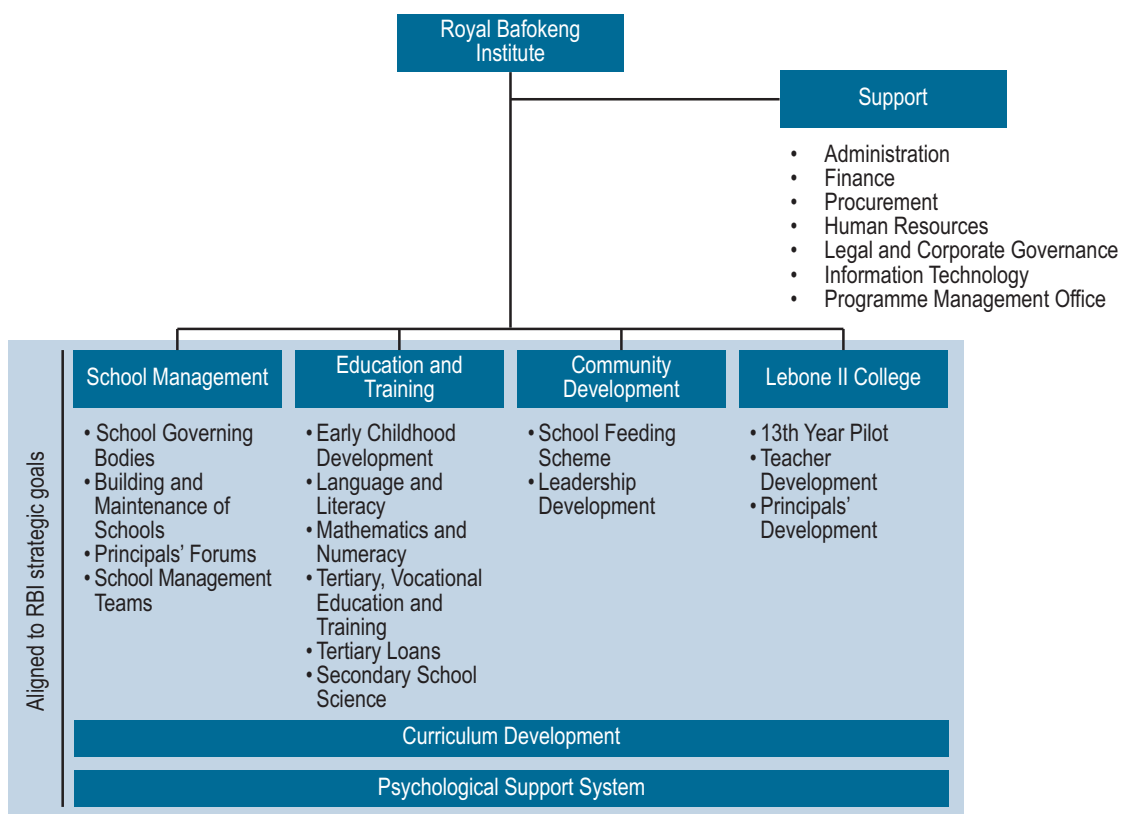 Royal Bafokeng
Institute
Support
• Administration
• Finance
• Procurement
• Human Resources
• Legal and Corporate Governance
• Information Technology
• Programme Management Office
Aligned to RBI strategic goals
School Management
• School Governing
Bodies
• Building and
Maintenance of
Schools
• Principals’ Forums
• School Management
Teams
Education and
Training
• Early Childhood
Development
• Language and
Literacy
• Mathematics and
Numeracy
• Tertiary, Vocational
Education and
Training
• Tertiary Loans
• Secondary School
Science
Community
Development
• School Feeding
Scheme
• Leadership
Development
Lebone II College
• 13th Year Pilot
• Teacher
Development
• Principals’
Development
Curriculum Development
Psychological Support System